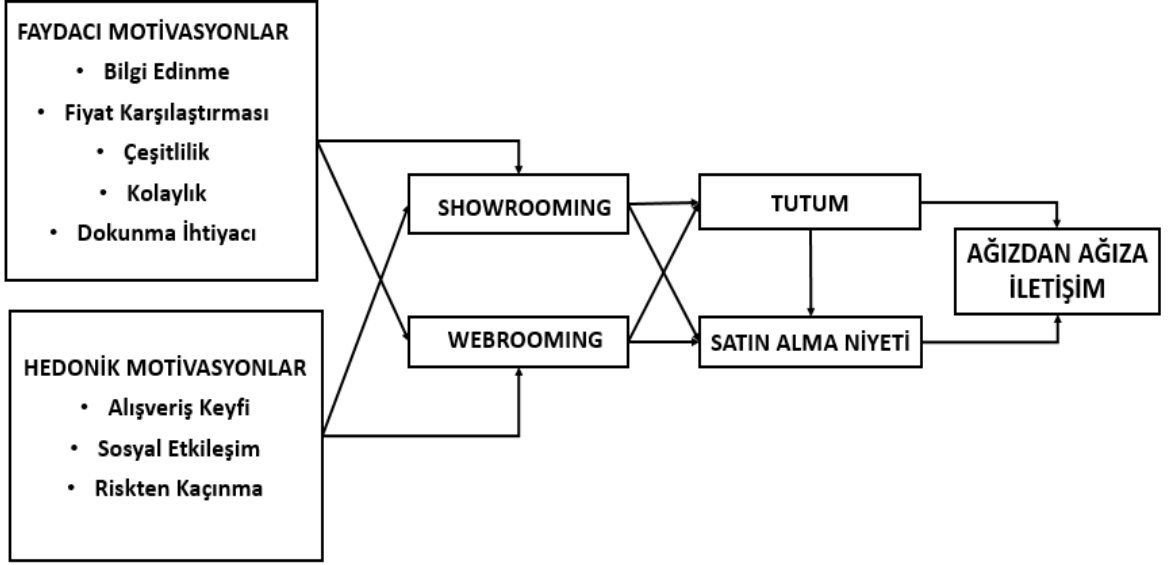 FAYDACI MOTİVASYONLAR
• Bilgi Edinme
• Fiyat Karşılaştırması
• Çeşitlilik
• Kolaylık
• Dokunma İhtiyacı
HEDONİK MOTİVASYONLAR
• Alışveriş Keyfi
• Sosyal Etkileşim
• Riskten Kaçınma
SHOWROOMING
WEBROOMING
TUTUM
SATIN ALMA NİYETİ
AĞIZDAN AĞIZA
İLETİŞİM